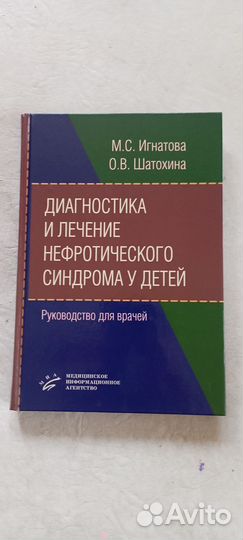 М.С. Игнатова
О.В. Шатохина
ДИАГНОСТИКА
И ЛЕЧЕНИЕ
НЕФРОТИЧЕСКОГО
СИНДРОМА У ДЕТЕЙ
Руководство для врачей
МИА
МЕДИЦИНСКОЕ
ИНФОРМАЦИОННОЕ
АГЕНТСТВО
Avito